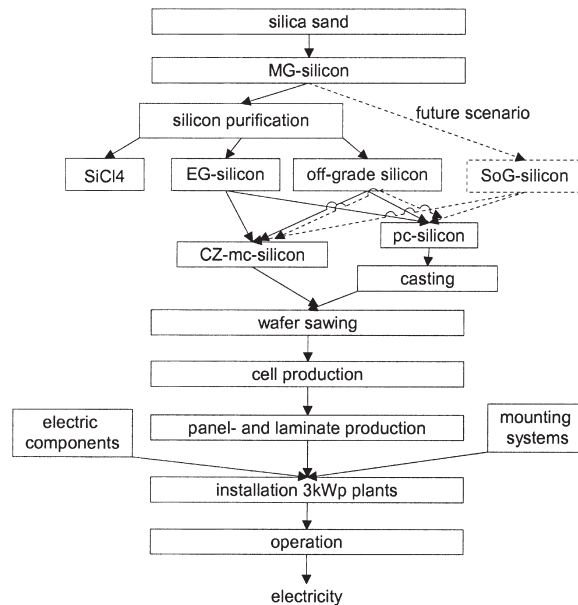 silica sand
MG-silicon
future scenario
silicon purification
SiCl4
EG-silicon
off-grade silicon
SoG-silicon
pc-silicon
CZ-mc-silicon
casting
wafer sawing
cell production
electric
components
panel- and laminate production
mounting
systems
installation 3kWp plants
operation
electricity